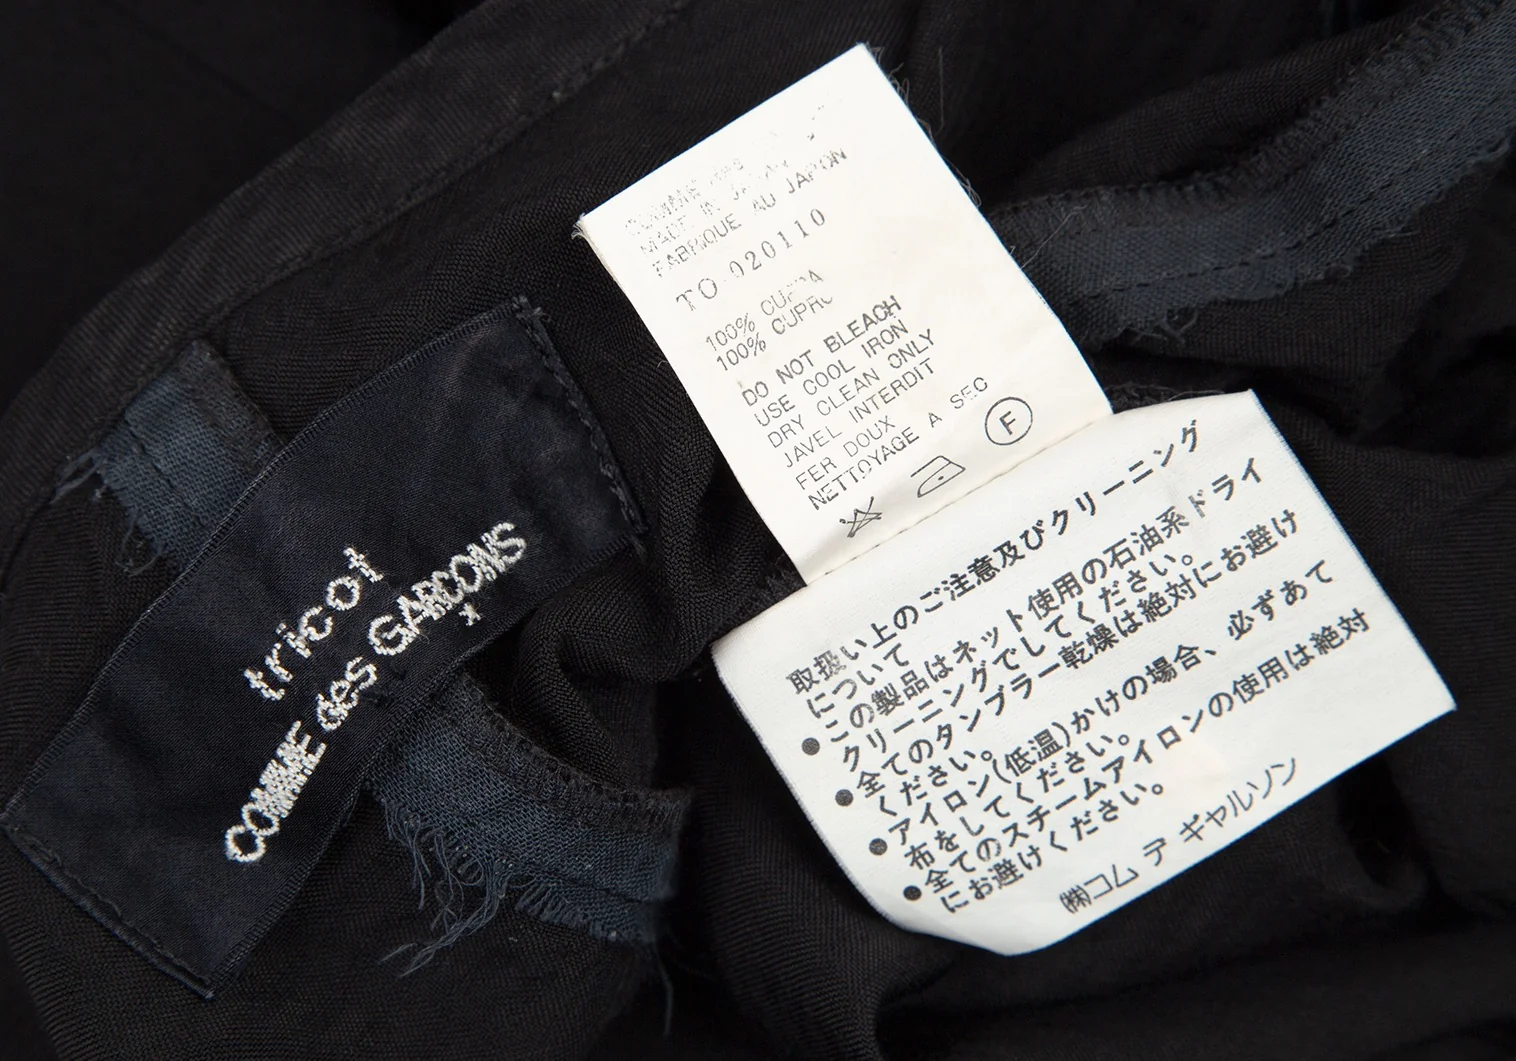 tricot
COMME des GARCONS
MADE IN JAPAN
FABRIQUE AU JAPON
TO 020110
100% CUPRA
100% CUPRO
DO NOT BLEACH
USE COOL IRON
DRY CLEAN ONLY
JAVEL INTERDIT
FER DOUX
NETTOYAGE A SEC
F
取扱い上のご注意及びクリーニング
について
●この製品はネット使用の石油系ドライ
クリーニングでしてください。
●全てのタンブラー乾燥は絶対にお避け
ください。
●アイロン(低温)かけの場合、必ずあて
布をしてください。
●全てのスチームアイロンの使用は絶対
にお避けください。
㈱コム デ ギャルソン